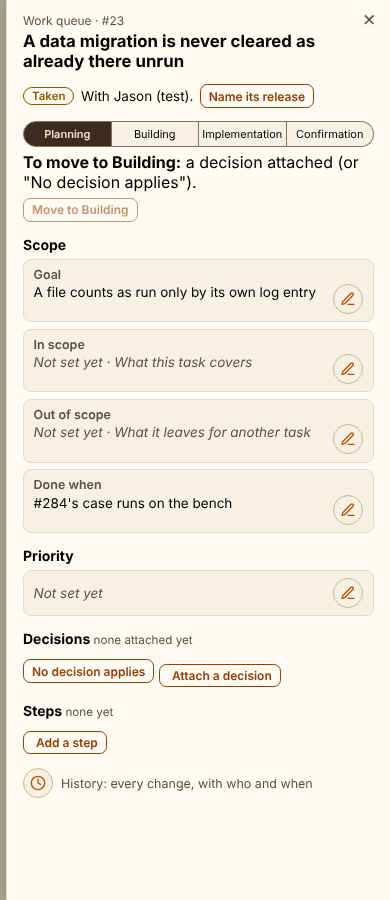 Work queue · #23
A data migration is never cleared as
already there unrun
Taken With Jason (test). Name its release
Planning Building Implementation Confirmation
To move to Building: a decision attached (or
"No decision applies").
Move to Building
Scope
Goal
A file counts as run only by its own log entry
In scope
Not set yet · What this task covers
Out of scope
Not set yet · What it leaves for another task
Done when
#284's case runs on the bench
Priority
Not set yet
Decisions none attached yet
No decision applies Attach a decision
Steps none yet
Add a step
History: every change, with who and when